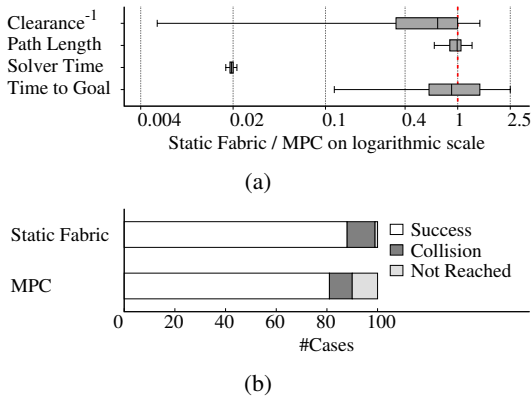 Clearance⁻¹
Path Length
Solver Time
Time to Goal
0.004 0.02 0.1 0.4 1 2.5
Static Fabric / MPC on logarithmic scale
(a)
Static Fabric
MPC
Success
Collision
Not Reached
0 20 40 60 80 100
#Cases
(b)